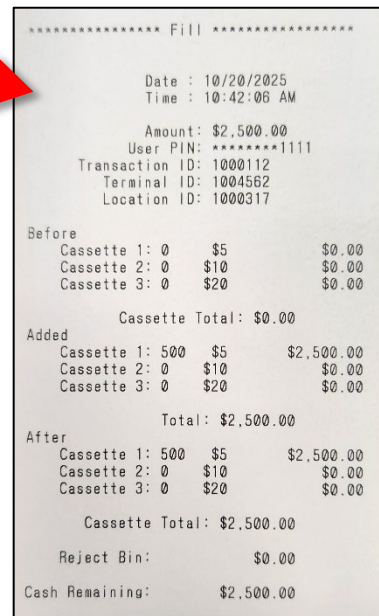 **************** Fill *****************
Date : 10/20/2025
Time : 10:42:06 AM
Amount: $2,500.00
User PIN: ********1111
Transaction ID: 1000112
Terminal ID: 1004562
Location ID: 1000317
Before
Cassette 1: 0 $5 $0.00
Cassette 2: 0 $10 $0.00
Cassette 3: 0 $20 $0.00
Cassette Total: $0.00
Added
Cassette 1: 500 $5 $2,500.00
Cassette 2: 0 $10 $0.00
Cassette 3: 0 $20 $0.00
Total: $2,500.00
After
Cassette 1: 500 $5 $2,500.00
Cassette 2: 0 $10 $0.00
Cassette 3: 0 $20 $0.00
Cassette Total: $2,500.00
Reject Bin: $0.00
Cash Remaining: $2,500.00